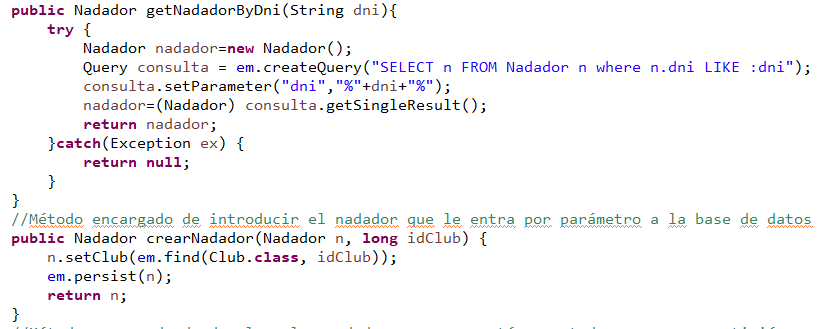 public Nadador getNadadorByDni(String dni){
try {
Nadador nadador=new Nadador();
Query consulta = em.createQuery("SELECT n FROM Nadador n where n.dni LIKE :dni");
consulta.setParameter("dni","%"+dni+"%");
nadador=(Nadador) consulta.getSingleResult();
return nadador;
}catch(Exception ex) {
return null;
}
}
//Método encargado de introducir el nadador que le entra por parámetro a la base de datos
public Nadador crearNadador(Nadador n, long idClub) {
n.setClub(em.find(Club.class, idClub));
em.persist(n);
return n;
}